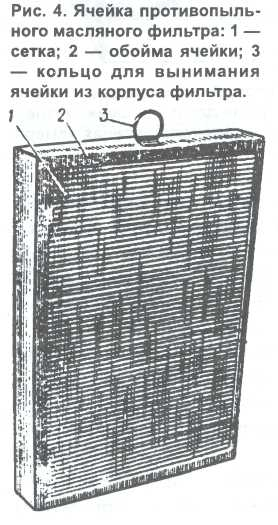 Рис. 4. Ячейка противопыль-
ного масляного фильтра: 1 —
сетка; 2 — обойма ячейки; 3
— кольцо для вынимания
ячейки из корпуса фильтра.
1 2 3